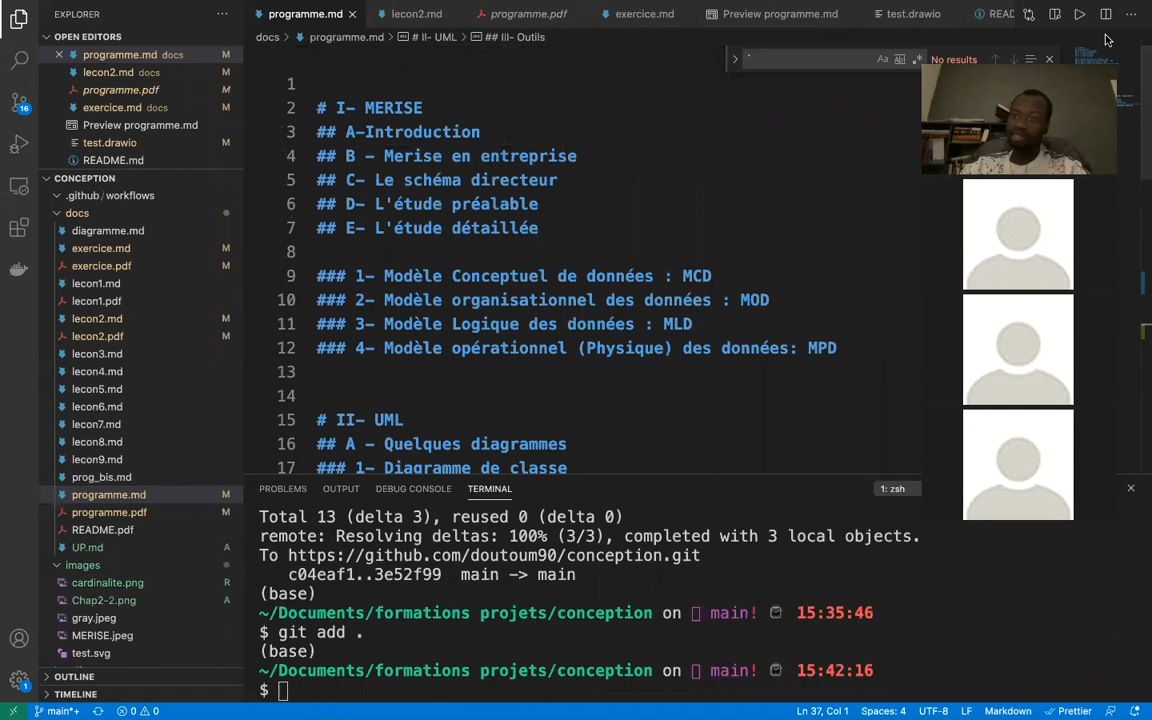 EXPLORER
OPEN EDITORS
programme.md docs
lecon2.md docs
programme.pdf docs
exercice.md docs
Preview programme.md
test.drawio
README.md
CONCEPTION
.github/workflows
docs
diagramme.md
exercice.md M
exercice.pdf M
lecon1.md
lecon1.pdf
lecon2.md M
lecon2.pdf M
lecon3.md
lecon4.md
lecon5.md
lecon6.md
lecon7.md
lecon8.md
lecon9.md
prog_bis.md
programme.md M
programme.pdf M
README.pdf
UP.md A
images
cardinalite.png R
Chap2-2.png A
gray.jpeg
MERISE.jpeg
test.svg
OUTLINE
TIMELINE
16
1
programme.md lecon2.md programme.pdf exercice.md Preview programme.md test.drawio READ
docs > programme.md > # II- UML > ## III- Outils
Aa Abl .* No results
1
2 # I- MERISE
3 ## A-Introduction
4 ## B - Merise en entreprise
5 ## C- Le schéma directeur
6 ## D- L'étude préalable
7 ## E- L'étude détaillée
8
9 ### 1- Modèle Conceptuel de données : MCD
10 ### 2- Modèle organisationnel des données : MOD
11 ### 3- Modèle Logique des données : MLD
12 ### 4- Modèle opérationnel (Physique) des données: MPD
13
14
15 # II- UML
16 ## A - Quelques diagrammes
17 ### 1- Diagramme de classe
PROBLEMS OUTPUT DEBUG CONSOLE TERMINAL 1: zsh
Total 13 (delta 3), reused 0 (delta 0)
remote: Resolving deltas: 100% (3/3), completed with 3 local objects.
To https://github.com/doutoum90/conception.git
c04eaf1..3e52f99 main -> main
(base)
~/Documents/formations projets/conception on main! 15:35:46
$ git add .
(base)
~/Documents/formations projets/conception on main! 15:42:16
$
main*+ 0 0 Ln 37, Col 1 Spaces: 4 UTF-8 LF Markdown Prettier